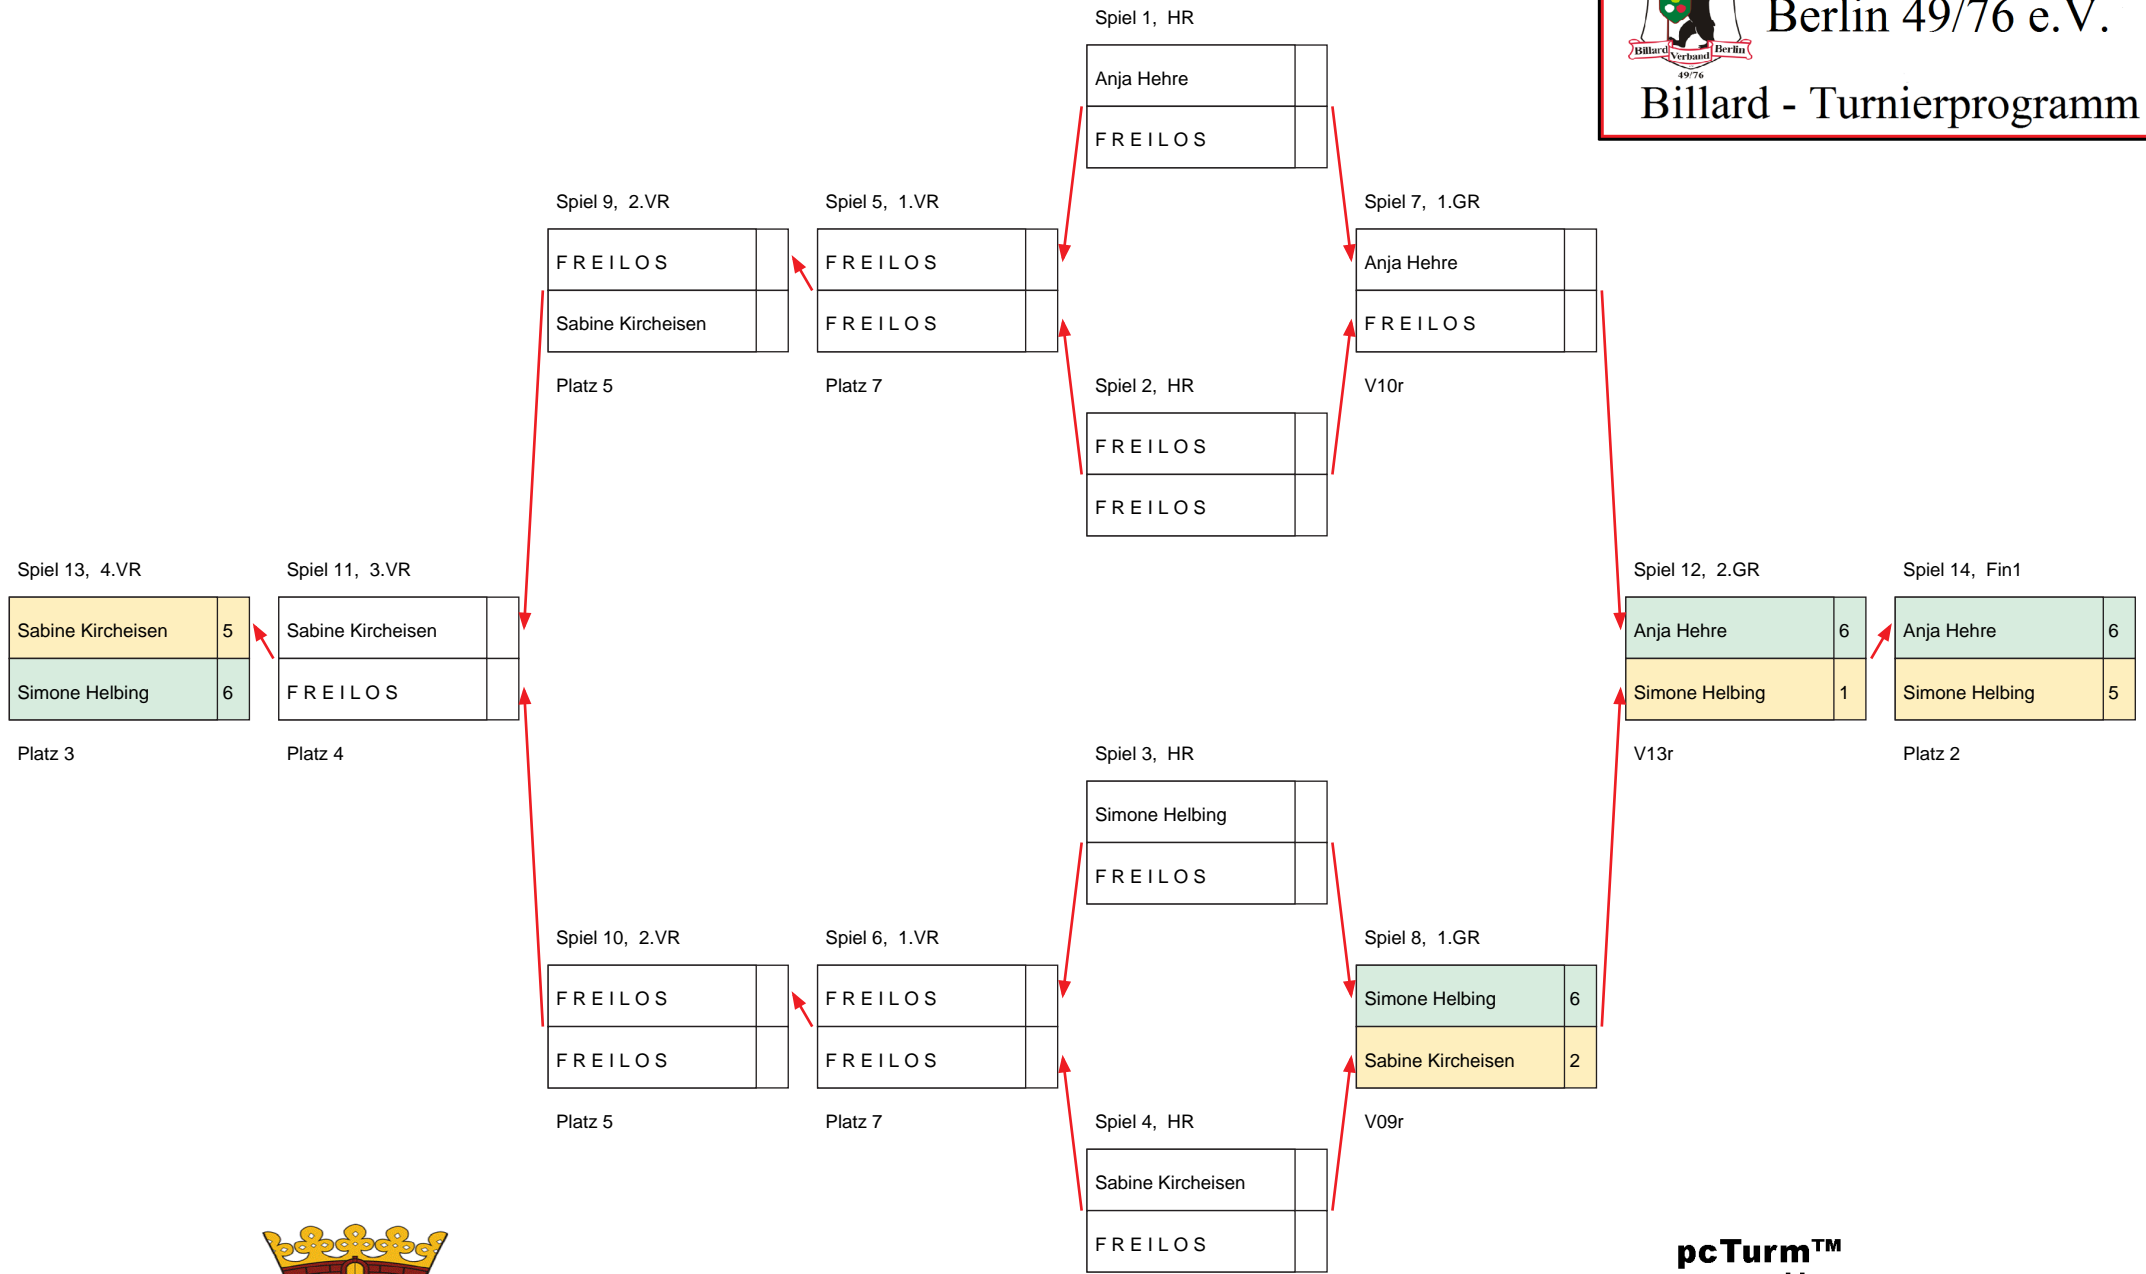 Spiel 1, HR
Anja Hehre
F R E I L O S
Billard Verband Berlin
49/76
Berlin 49/76 e.V.
Billard - Turnierprogramm
Spiel 9, 2.VR
F R E I L O S
Sabine Kircheisen
Platz 5
Spiel 5, 1.VR
F R E I L O S
F R E I L O S
Platz 7
Spiel 7, 1.GR
Anja Hehre
F R E I L O S
V10r
Spiel 2, HR
F R E I L O S
F R E I L O S
Spiel 13, 4.VR
Sabine Kircheisen 5
Simone Helbing 6
Platz 3
Spiel 11, 3.VR
Sabine Kircheisen
F R E I L O S
Platz 4
Spiel 12, 2.GR
Anja Hehre 6
Simone Helbing 1
V13r
Spiel 14, Fin1
Anja Hehre 6
Simone Helbing 5
Platz 2
Spiel 3, HR
Simone Helbing
F R E I L O S
Spiel 10, 2.VR
F R E I L O S
F R E I L O S
Platz 5
Spiel 6, 1.VR
F R E I L O S
F R E I L O S
Platz 7
Spiel 8, 1.GR
Simone Helbing 6
Sabine Kircheisen 2
V09r
Spiel 4, HR
Sabine Kircheisen
F R E I L O S
pcTurm™